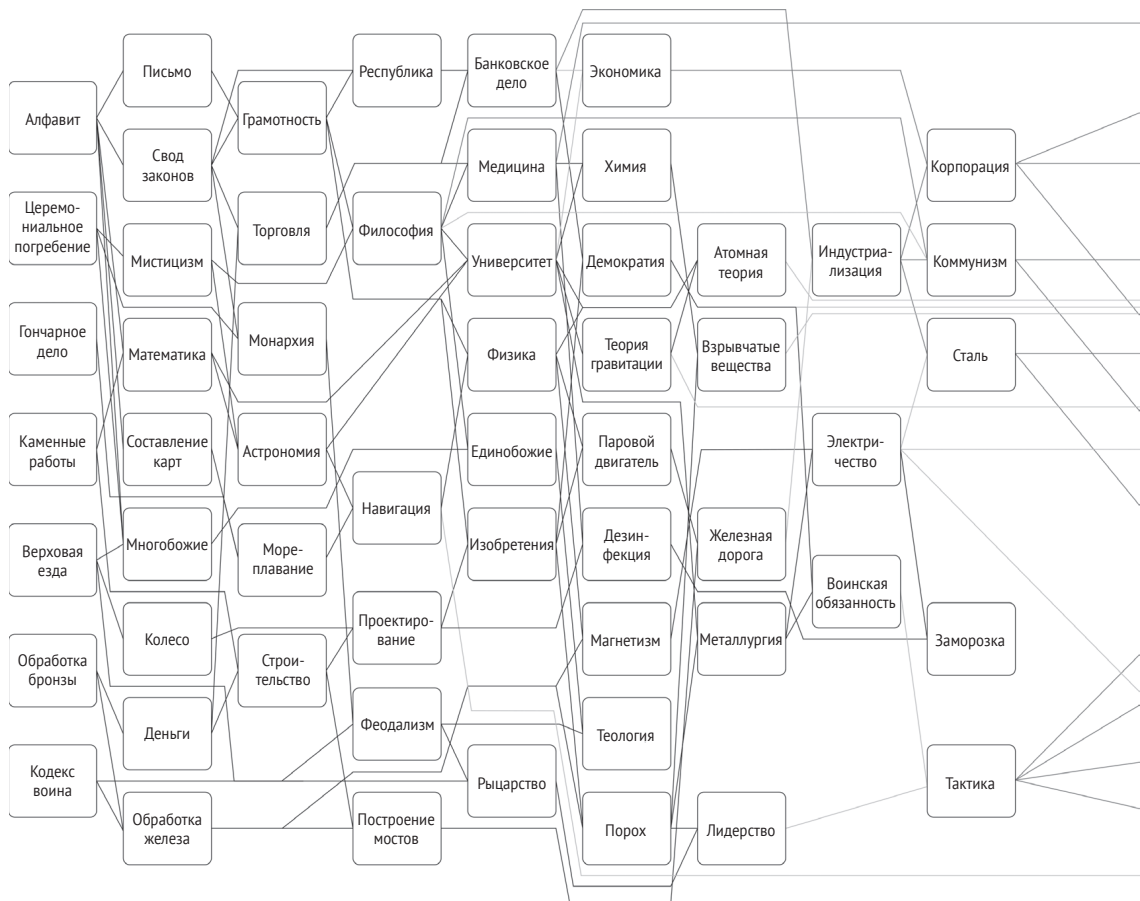 Алфавит
Церемо-
ниальное
погребение
Гончарное
дело
Каменные
работы
Верховая
езда
Обработка
бронзы
Кодекс
воина
Письмо
Свод
законов
Мистицизм
Математика
Составление
карт
Многобожие
Колесо
Деньги
Обработка
железа
Грамотность
Торговля
Монархия
Астрономия
Море-
плавание
Строи-
тельство
Республика
Философия
Навигация
Проектиро-
вание
Феодализм
Построение
мостов
Банковское
дело
Медицина
Университет
Физика
Единобожие
Изобретения
Рыцарство
Экономика
Химия
Демократия
Теория
гравитации
Паровой
двигатель
Дезин-
фекция
Магнетизм
Теология
Порох
Атомная
теория
Взрывчатые
вещества
Железная
дорога
Металлургия
Лидерство
Индустриа-
лизация
Электри-
чество
Воинская
обязанность
Корпорация
Коммунизм
Сталь
Заморозка
Тактика